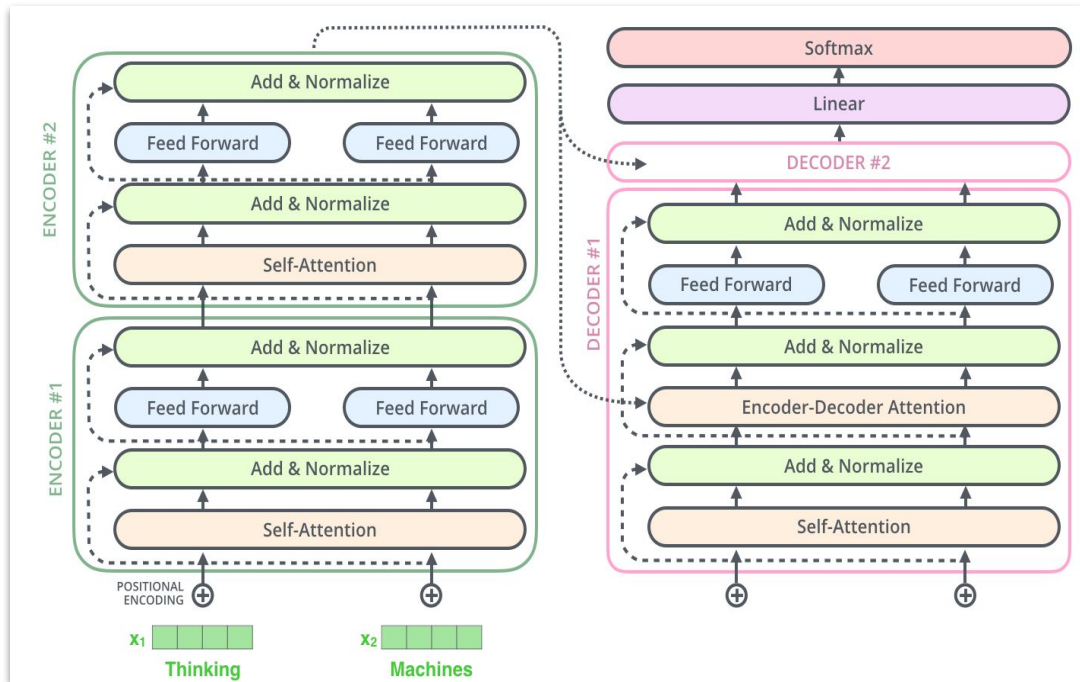 ENCODER #2
Add & Normalize
Feed Forward
Feed Forward
Add & Normalize
Self-Attention
ENCODER #1
Add & Normalize
Feed Forward
Feed Forward
Add & Normalize
Self-Attention
POSITIONAL
ENCODING
x1
x2
Thinking
Machines
Softmax
Linear
DECODER #2
DECODER #1
Add & Normalize
Feed Forward
Feed Forward
Add & Normalize
Encoder-Decoder Attention
Add & Normalize
Self-Attention